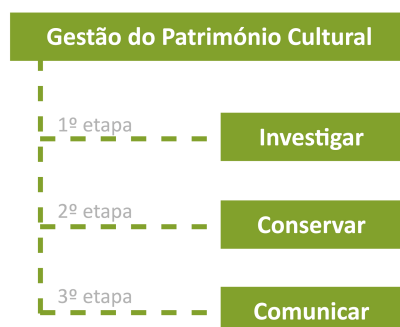 Gestão do Património Cultural
1º etapa
Investigar
2º etapa
Conservar
3º etapa
Comunicar